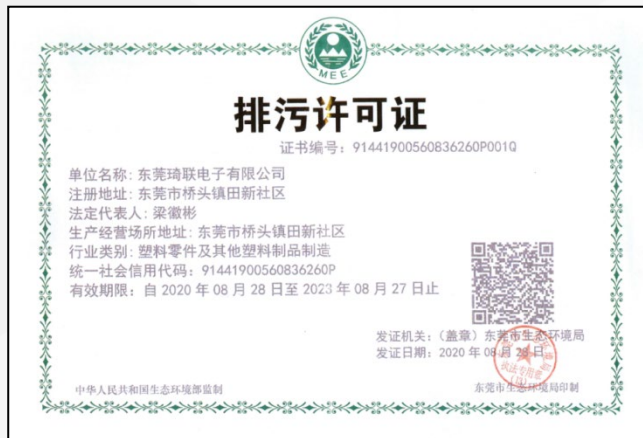 MEE
排污许可证
证书编号：91441900560836260P001Q
单位名称：东莞琦联电子有限公司
注册地址：东莞市桥头镇田新社区
法定代表人：梁徽彬
生产经营场所地址：东莞市桥头镇田新社区
行业类别：塑料零件及其他塑料制品制造
统一社会信用代码：91441900560836260P
有效期限：自 2020 年 08 月 28 日至 2023 年 08 月 27 日止
发证机关：（盖章）东莞市生态环境局
发证日期：2020 年 08 月 28 日
中华人民共和国生态环境部监制
东莞市生态环境局印制